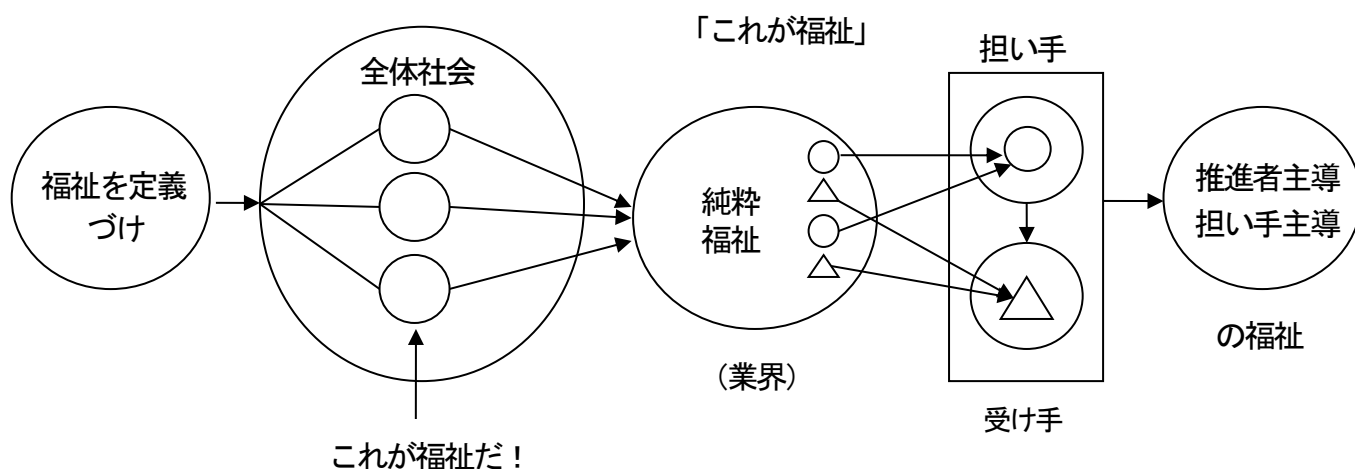 福祉を定義
づけ
全体社会
これが福祉だ！
「これが福祉」
純粋
福祉
（業界）
担い手
受け手
推進者主導
担い手主導
の福祉